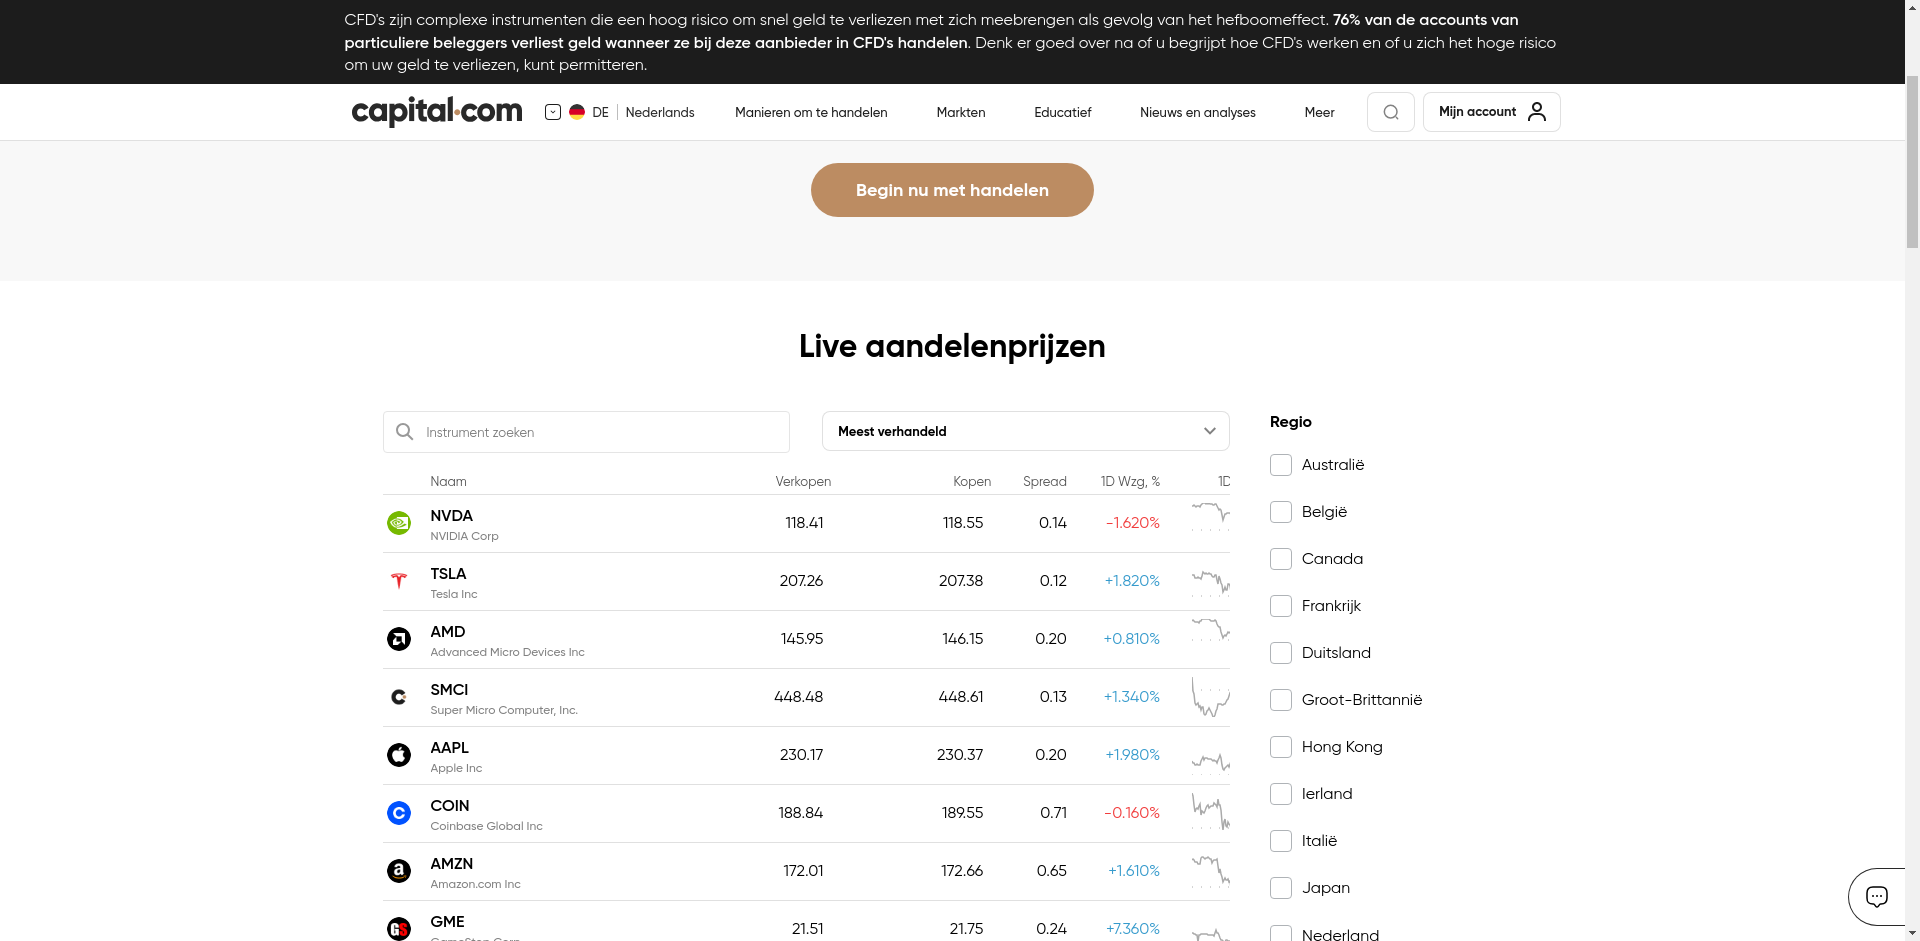 CFD's zijn complexe instrumenten die een hoog risico om snel geld te verliezen met zich meebrengen als gevolg van het hefboomeffect. 76% van de accounts van
particuliere beleggers verliest geld wanneer ze bij deze aanbieder in CFD's handelen. Denk er goed over na of u begrijpt hoe CFD's werken en of u zich het hoge risico
om uw geld te verliezen, kunt permitteren.
capital.com DE Nederlands Manieren om te handelen Markten Educatief Nieuws en analyses Meer Mijn account
Begin nu met handelen
Live aandelenprijzen
Instrument zoeken Meest verhandeld
Naam Verkopen Kopen Spread 1D Wzg, % 1D
NVDA 118.41 118.55 0.14 -1.620%
NVIDIA Corp
TSLA 207.26 207.38 0.12 +1.820%
Tesla Inc
AMD 145.95 146.15 0.20 +0.810%
Advanced Micro Devices Inc
SMCI 448.48 448.61 0.13 +1.340%
Super Micro Computer, Inc.
AAPL 230.17 230.37 0.20 +1.980%
Apple Inc
COIN 188.84 189.55 0.71 -0.160%
Coinbase Global Inc
AMZN 172.01 172.66 0.65 +1.610%
Amazon.com Inc
GME 21.51 21.75 0.24 +7.360%
GameStop Corp
Regio
Australië
België
Canada
Frankrijk
Duitsland
Groot-Brittannië
Hong Kong
Ierland
Italië
Japan
Nederland